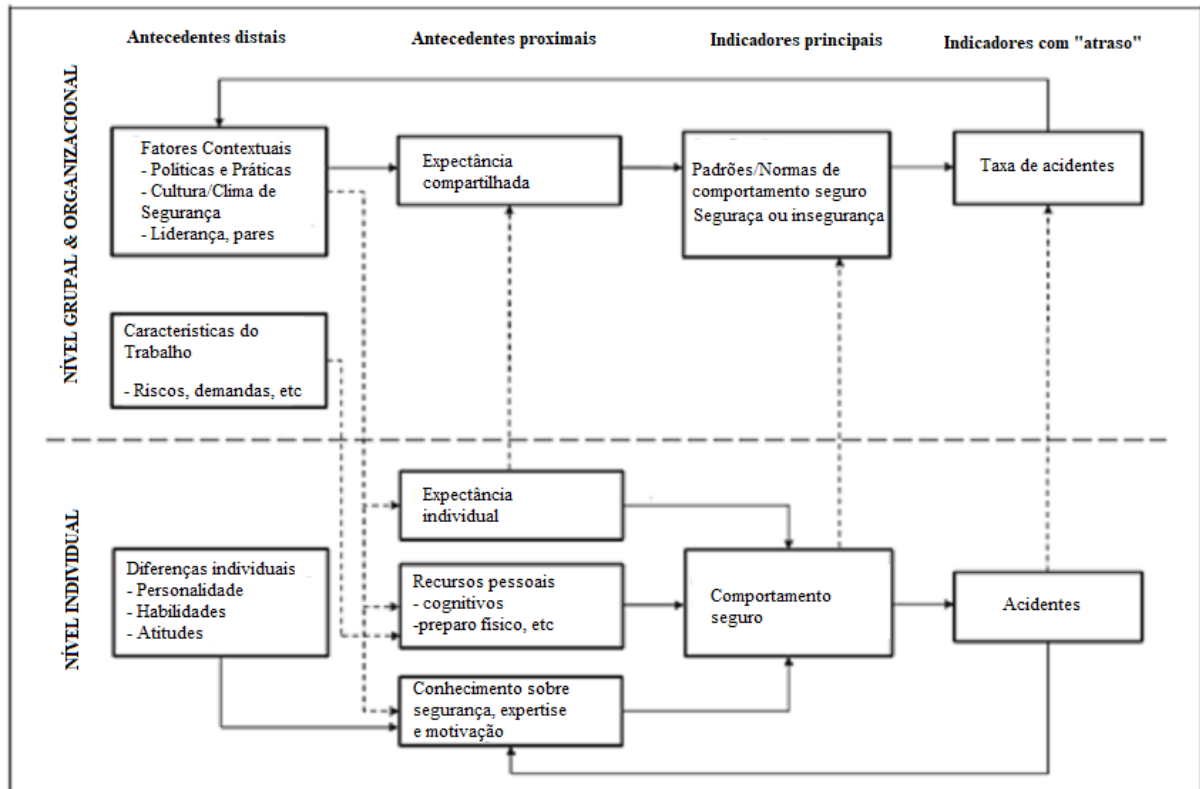 Antecedentes distais
Antecedentes proximais
Indicadores principais
Indicadores com "atraso"
NÍVEL GRUPAL & ORGANIZACIONAL
Fatores Contextuais
- Políticas e Práticas
- Cultura/Clima de
Segurança
- Liderança, pares
Expectância
compartilhada
Padrões/Normas de
comportamento seguro
Seguraça ou insegurança
Taxa de acidentes
Características do
Trabalho
- Riscos, demandas, etc
NÍVEL INDIVIDUAL
Diferenças individuais
- Personalidade
- Habilidades
- Atitudes
Expectância
individual
Recursos pessoais
- cognitivos
-preparo físico, etc
Conhecimento sobre
segurança, expertise
e motivação
Comportamento
seguro
Acidentes